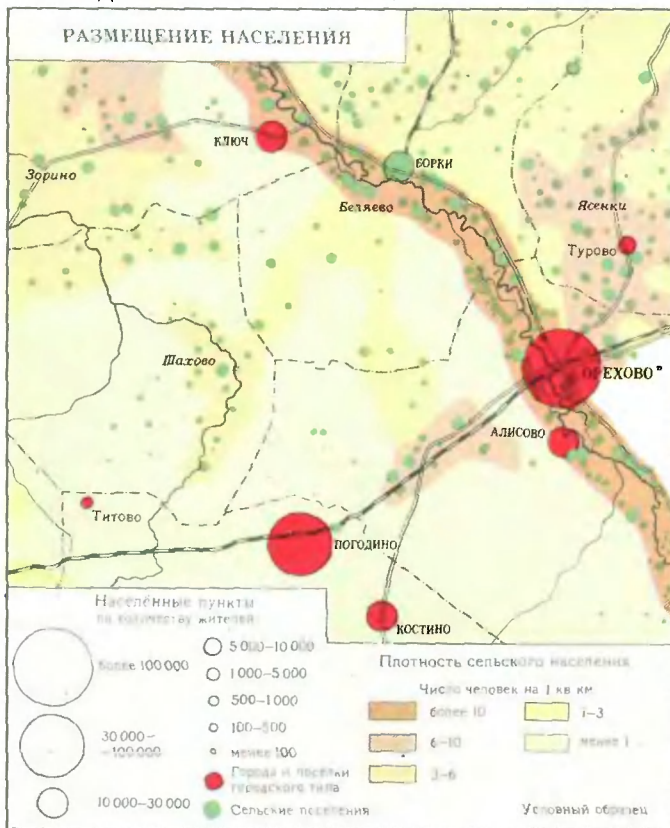 РАЗМЕЩЕНИЕ НАСЕЛЕНИЯ
КЛЮЧ
БОРКИ
Зорино
Беляево
Ясенки
Турово
Шахово
ОРЕХОВО"
АЛИСОВО
Титово
ПОГОДИНО
КОСТИНО
Населённые пункты
по количеству жителей:
более 100 000
30 000–
–100 000
10 000–30 000
5 000–10 000
1 000–5 000
500–1 000
100–500
менее 100
Города и поселки
городского типа
Сельские поселения
Плотность сельского населения
Число человек на 1 кв км
более 10
6–10
3–6
1–3
менее 1
Условный образец